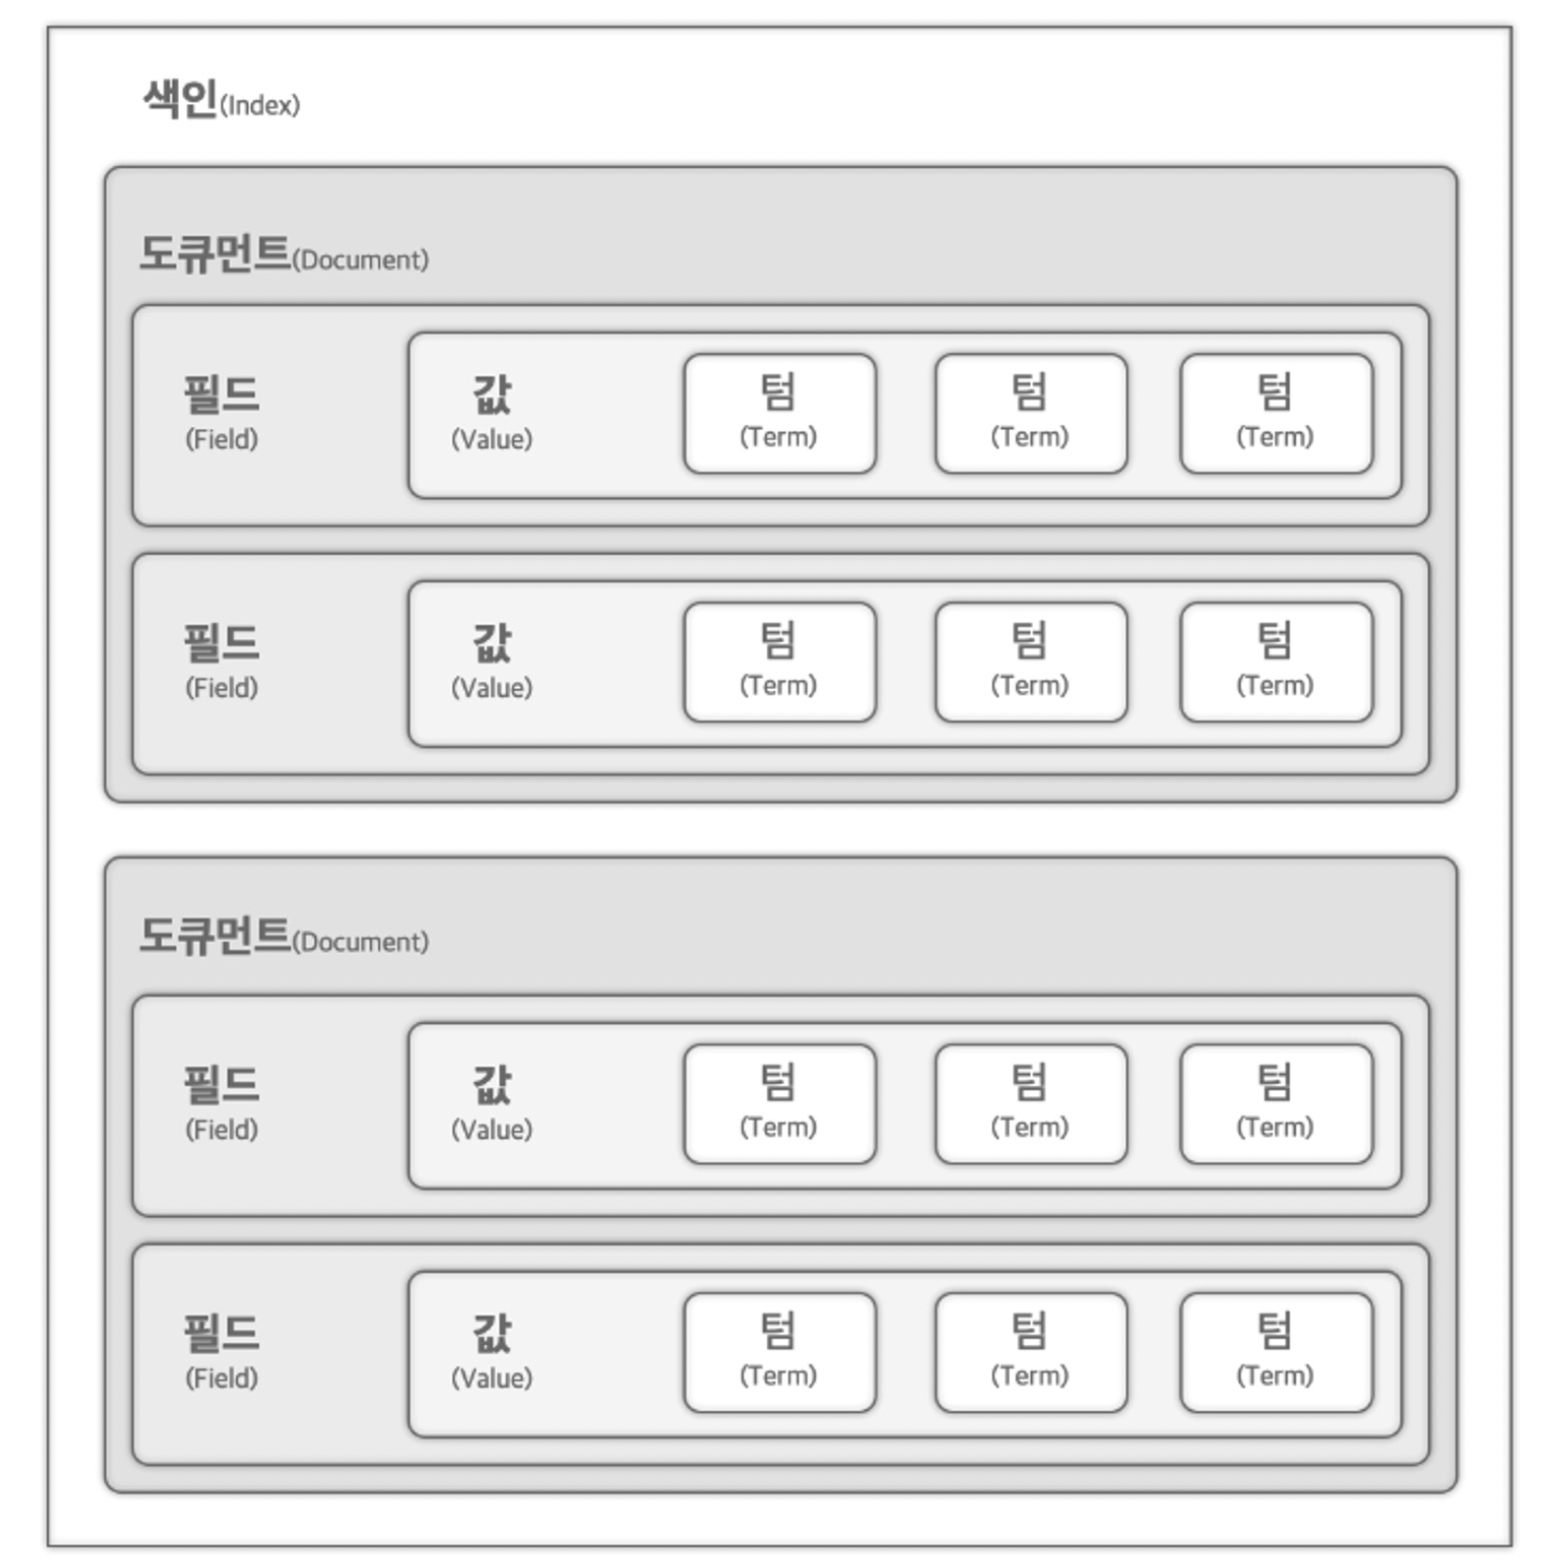 색인(Index)
도큐먼트(Document)
필드
(Field)
값
(Value)
텀
(Term)
텀
(Term)
텀
(Term)
필드
(Field)
값
(Value)
텀
(Term)
텀
(Term)
텀
(Term)
도큐먼트(Document)
필드
(Field)
값
(Value)
텀
(Term)
텀
(Term)
텀
(Term)
필드
(Field)
값
(Value)
텀
(Term)
텀
(Term)
텀
(Term)